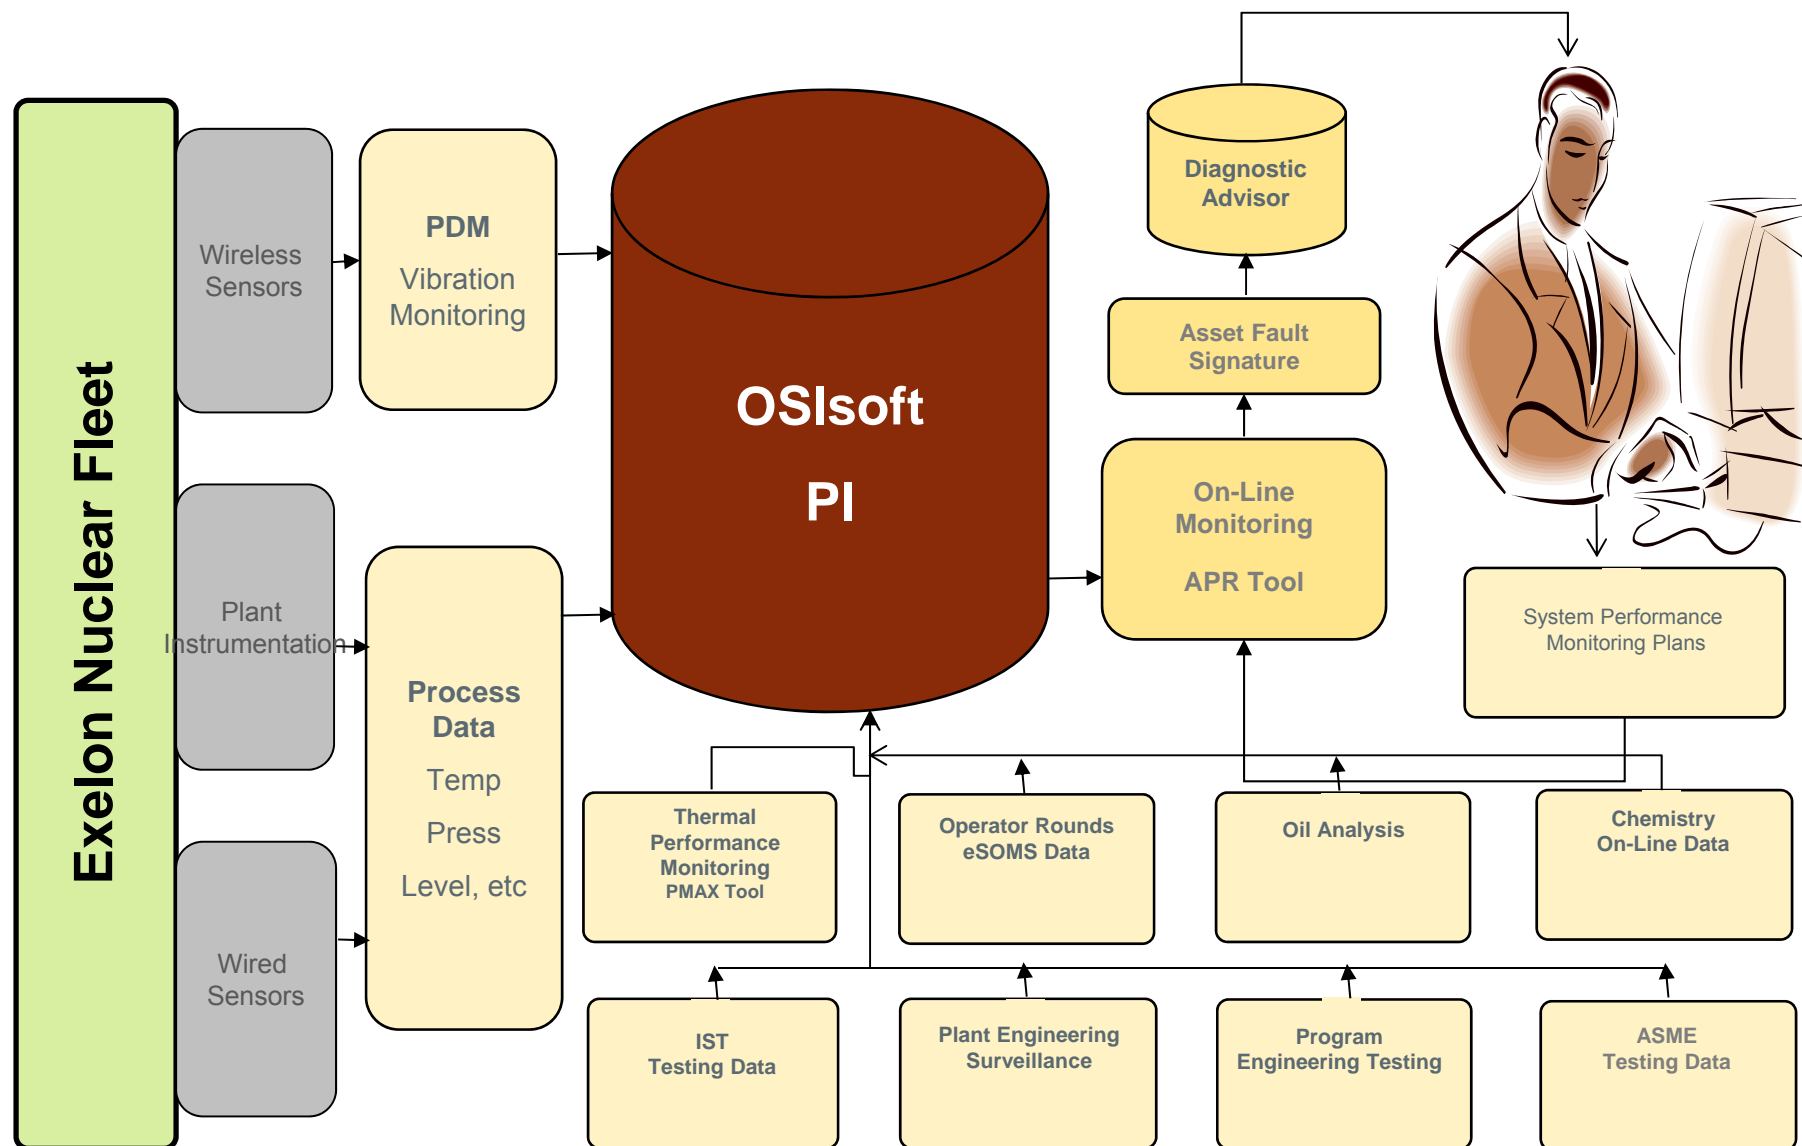 Exelon Nuclear Fleet
Wireless
Sensors
Plant
Instrumentation
Wired
Sensors
PDM
Vibration
Monitoring
Process
Data
Temp
Press
Level, etc
OSIsoft
PI
Diagnostic
Advisor
Asset Fault
Signature
On-Line
Monitoring
APR Tool
System Performance
Monitoring Plans
Thermal
Performance
Monitoring
PMAX Tool
Operator Rounds
eSOMS Data
Oil Analysis
Chemistry
On-Line Data
IST
Testing Data
Plant Engineering
Surveillance
Program
Engineering Testing
ASME
Testing Data